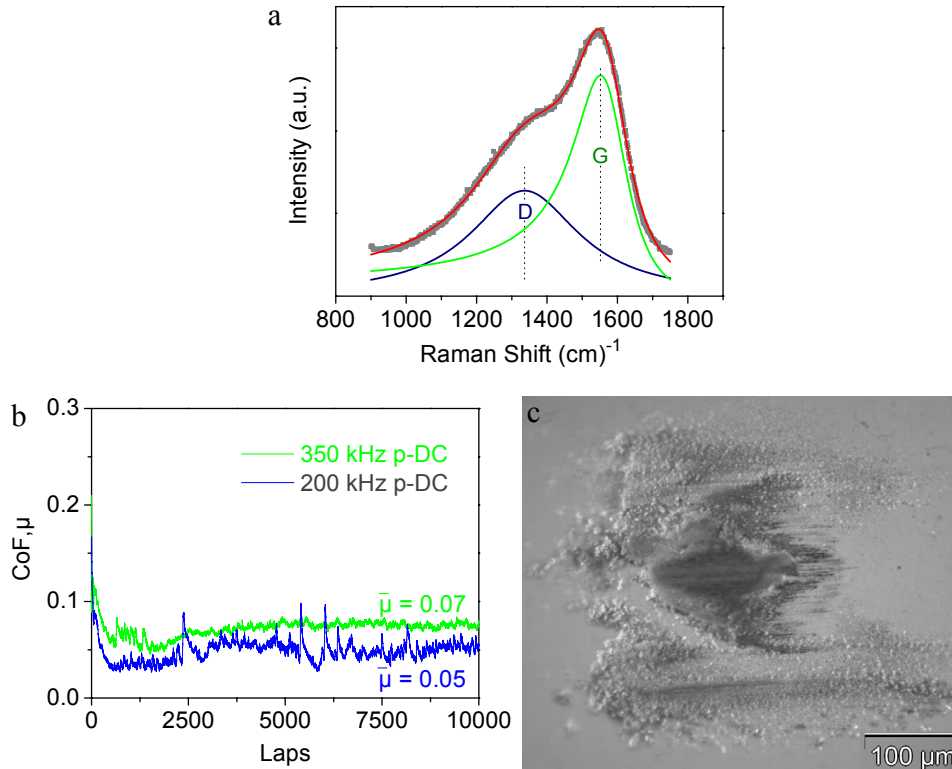 a
Intensity (a.u.)
D
G
800 1000 1200 1400 1600 1800
Raman Shift (cm)-1
b
0.3
0.2
0.1
0.0
CoF,µ
350 kHz p-DC
200 kHz p-DC
µ̄ = 0.07
µ̄ = 0.05
0 2500 5000 7500 10000
Laps
c
100 µm